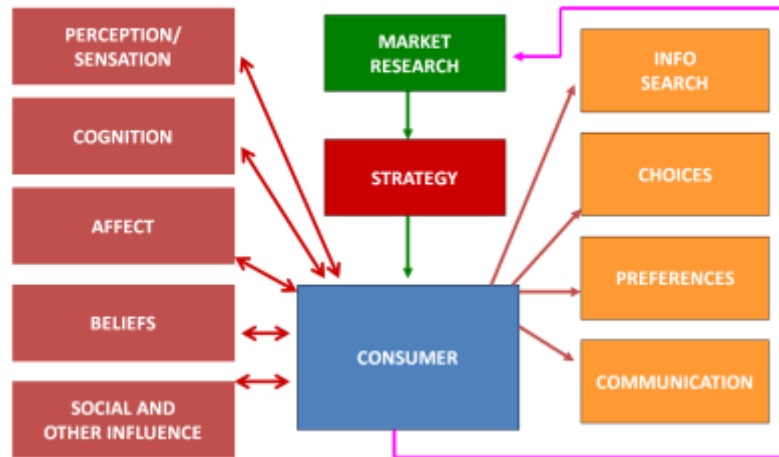 PERCEPTION/
SENSATION
COGNITION
AFFECT
BELIEFS
SOCIAL AND
OTHER INFLUENCE
MARKET
RESEARCH
STRATEGY
CONSUMER
INFO
SEARCH
CHOICES
PREFERENCES
COMMUNICATION